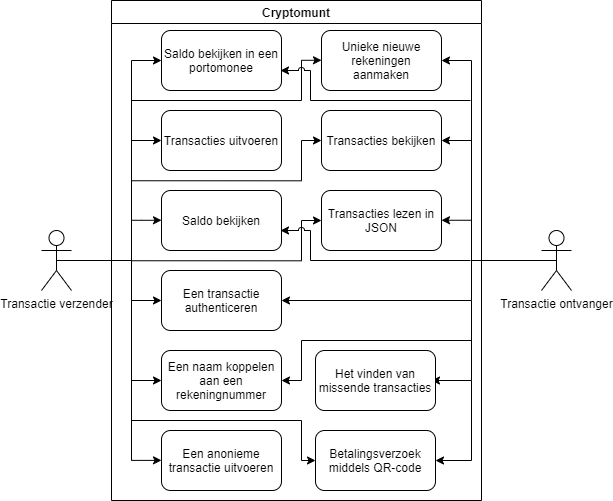 Cryptomunt
Saldo bekijken in een
portomonee
Unieke nieuwe
rekeningen
aanmaken
Transacties uitvoeren
Transacties bekijken
Saldo bekijken
Transacties lezen in
JSON
Transactie verzender
Transactie ontvanger
Een transactie
authenticeren
Een naam koppelen
aan een
rekeningnummer
Het vinden van
missende transacties
Een anonieme
transactie uitvoeren
Betalingsverzoek
middels QR-code